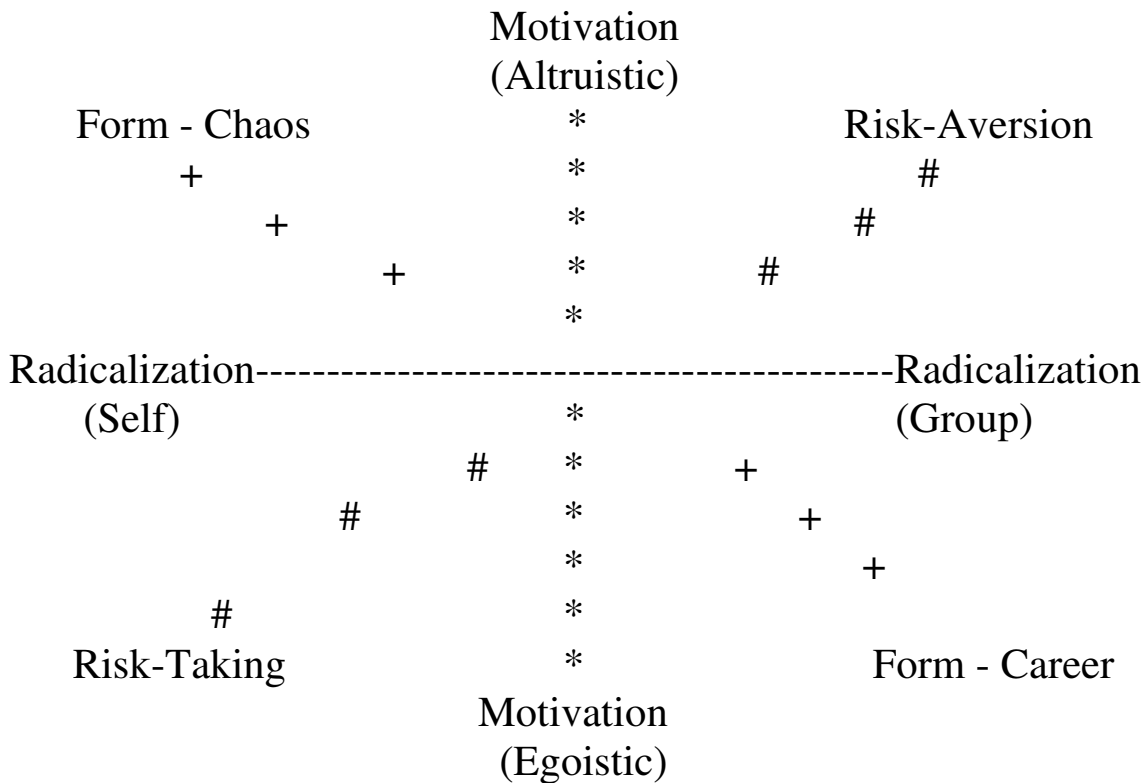 Motivation
(Altruistic)
Form - Chaos * Risk-Aversion
+ * #
+ * #
+ * #
*
Radicalization---------------------------------------------Radicalization
(Self) * (Group)
# * +
# * +
* +
# *
Risk-Taking * Form - Career
Motivation
(Egoistic)